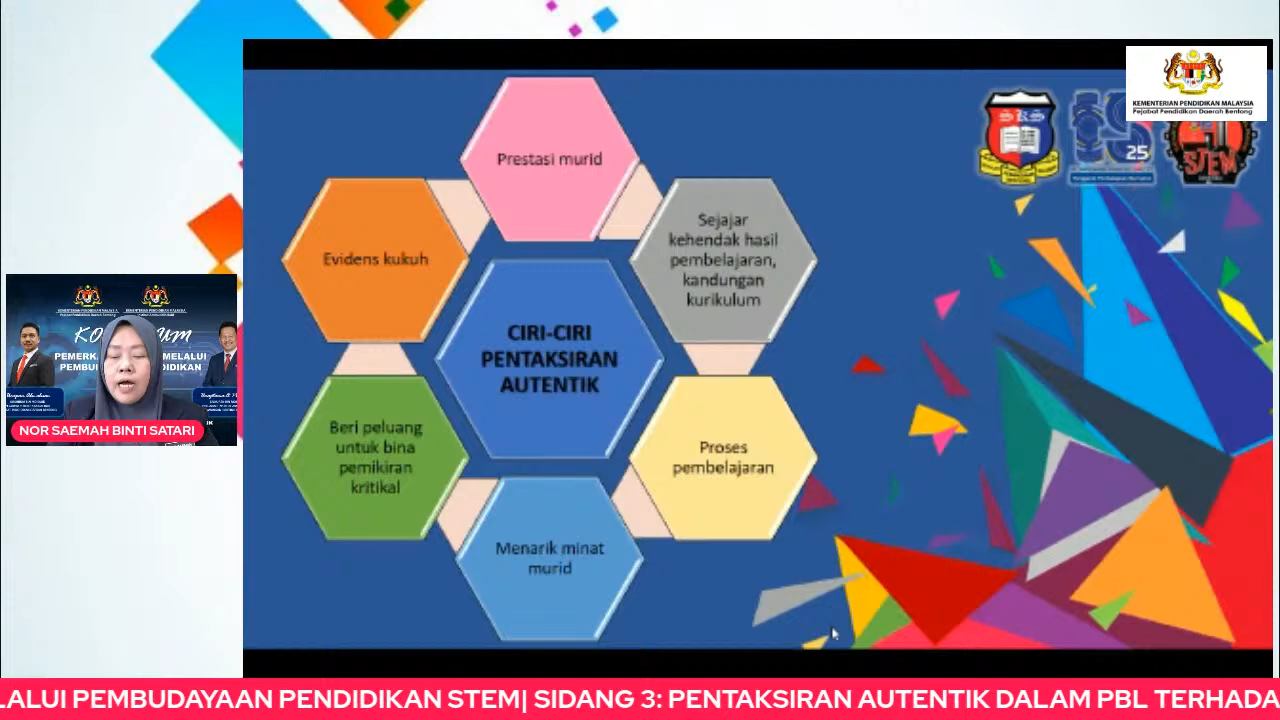 KEMENTERIAN PENDIDIKAN MALAYSIA
Pejabat Pendidikan Daerah Bentong
SKS
25
STEM
Prestasi murid
Sejajar
kehendak hasil
pembelajaran,
kandungan
kurikulum
Evidens kukuh
CIRI-CIRI
PENTAKSIRAN
AUTENTIK
Beri peluang
untuk bina
pemikiran
kritikal
Proses
pembelajaran
Menarik minat
murid
NOR SAEMAH BINTI SATARI
LALUI PEMBUDAYAAN PENDIDIKAN STEM| SIDANG 3: PENTAKSIRAN AUTENTIK DALAM PBL TERHADA